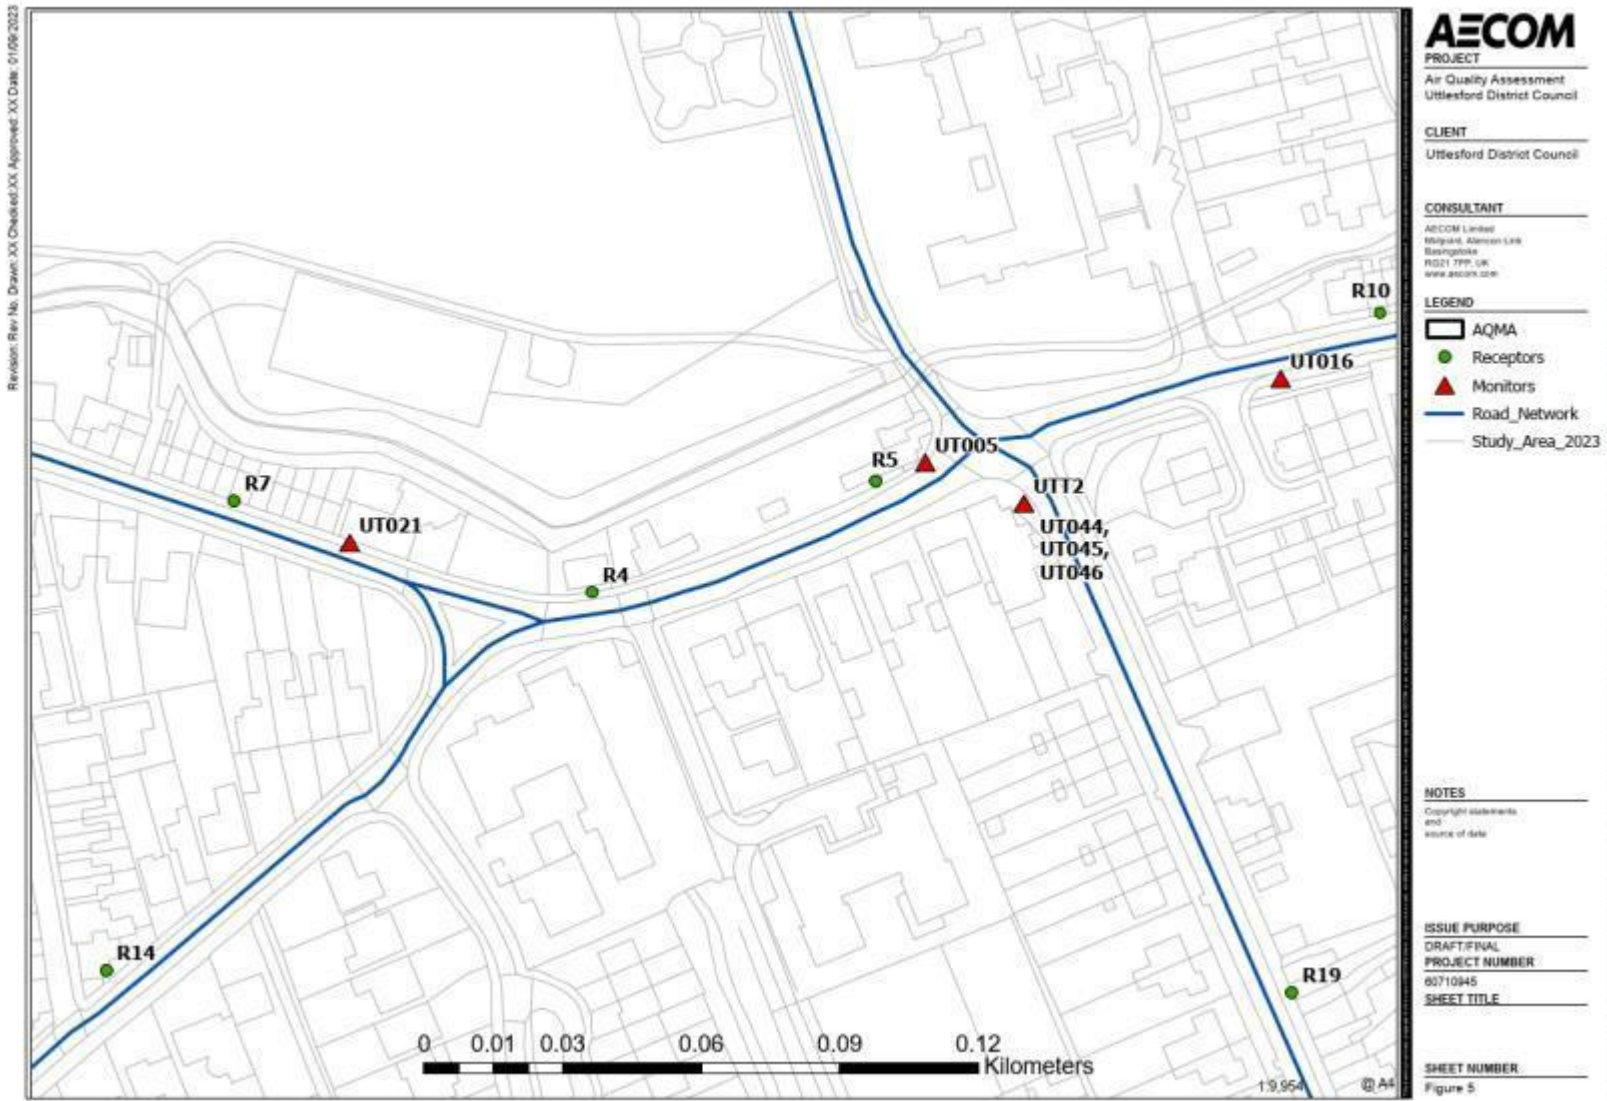 Revision: Rev No. Drawn: XX Checked:XX Approved: XX Date: 01/09/2023
R10
UT016
UT005
R5
UTT2
R7
UT021
UT044,
UT045,
UT046
R4
R14
R19
0 0.01 0.03 0.06 0.09 0.12
Kilometers
1:9,954 @ A4
AECOM
PROJECT
Air Quality Assessment
Uttlesford District Council
CLIENT
Uttlesford District Council
CONSULTANT
AECOM Limited
Midpoint, Alencon Link
Basingstoke
RG21 7PP, UK
www.aecom.com
LEGEND
AQMA
Receptors
Monitors
Road_Network
Study_Area_2023
NOTES
Copyright statements
and
source of data
ISSUE PURPOSE
DRAFT/FINAL
PROJECT NUMBER
60710945
SHEET TITLE
SHEET NUMBER
Figure 5